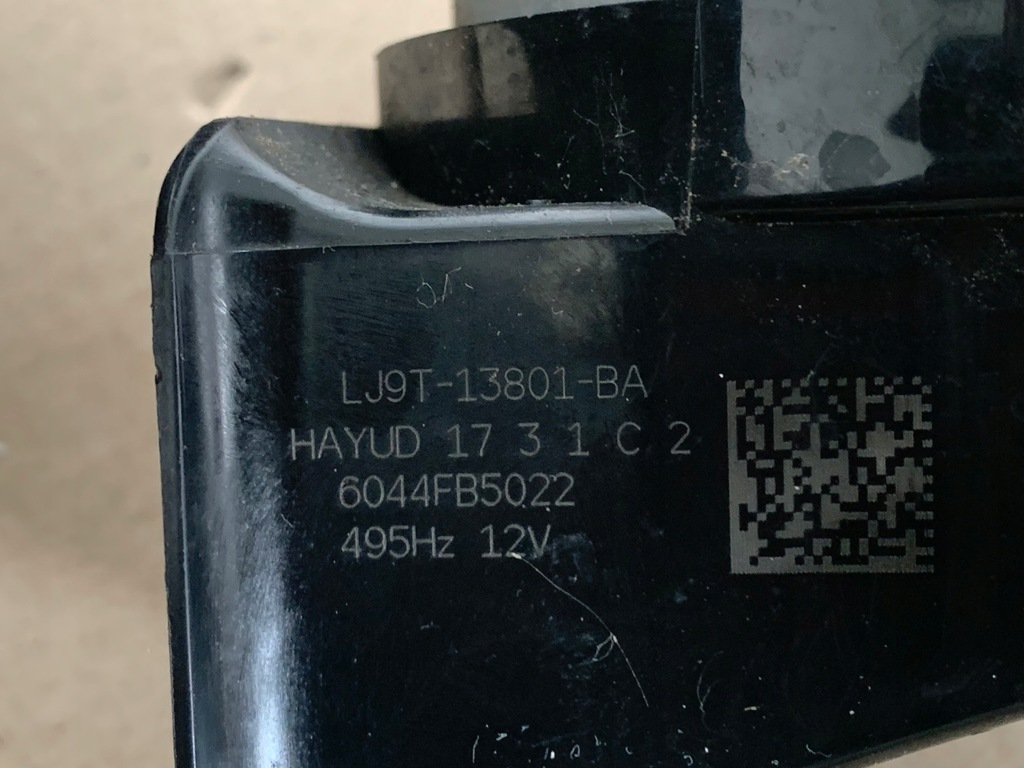 LJ9T-13801-BA
HAYUD 17 3 1 C 2
6044FB5022
495Hz 12V